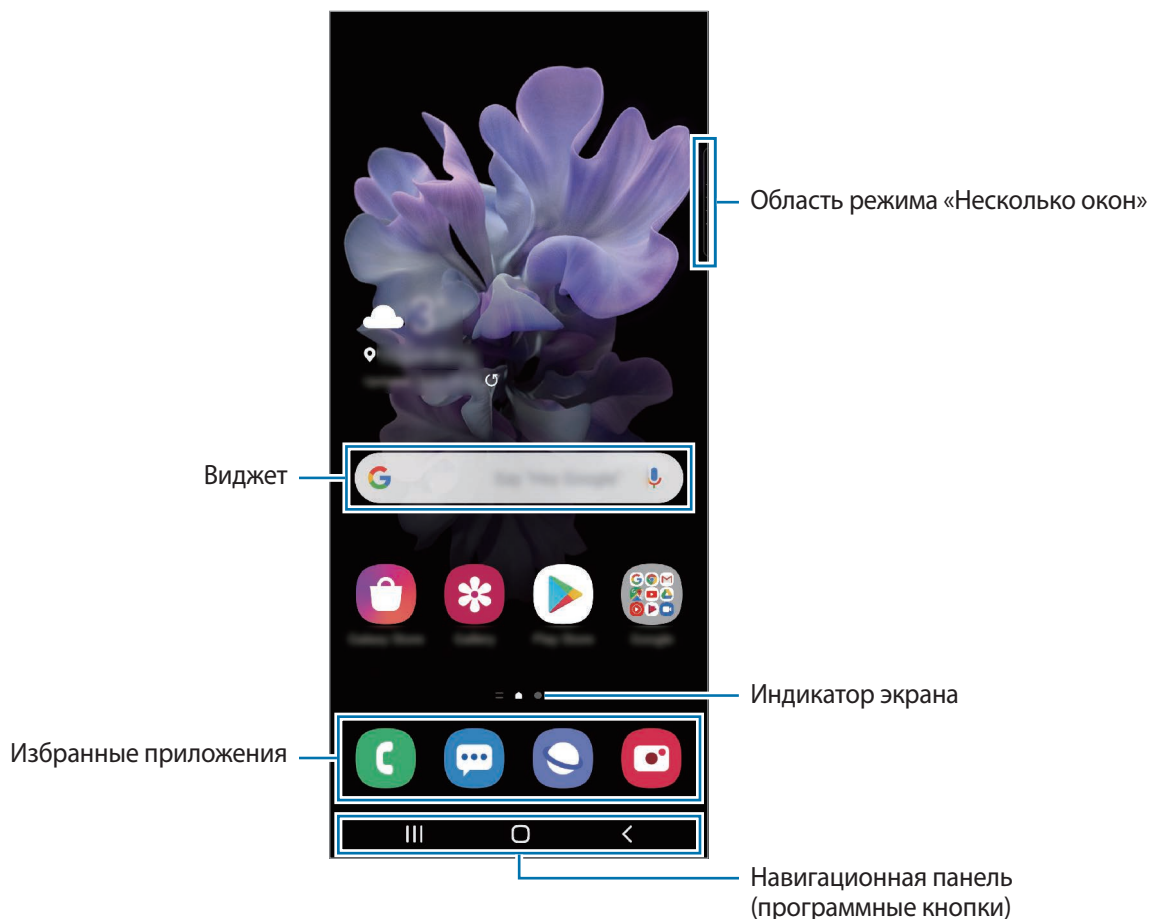 Область режима «Несколько окон»
Виджет
Индикатор экрана
Избранные приложения
Навигационная панель
(программные кнопки)